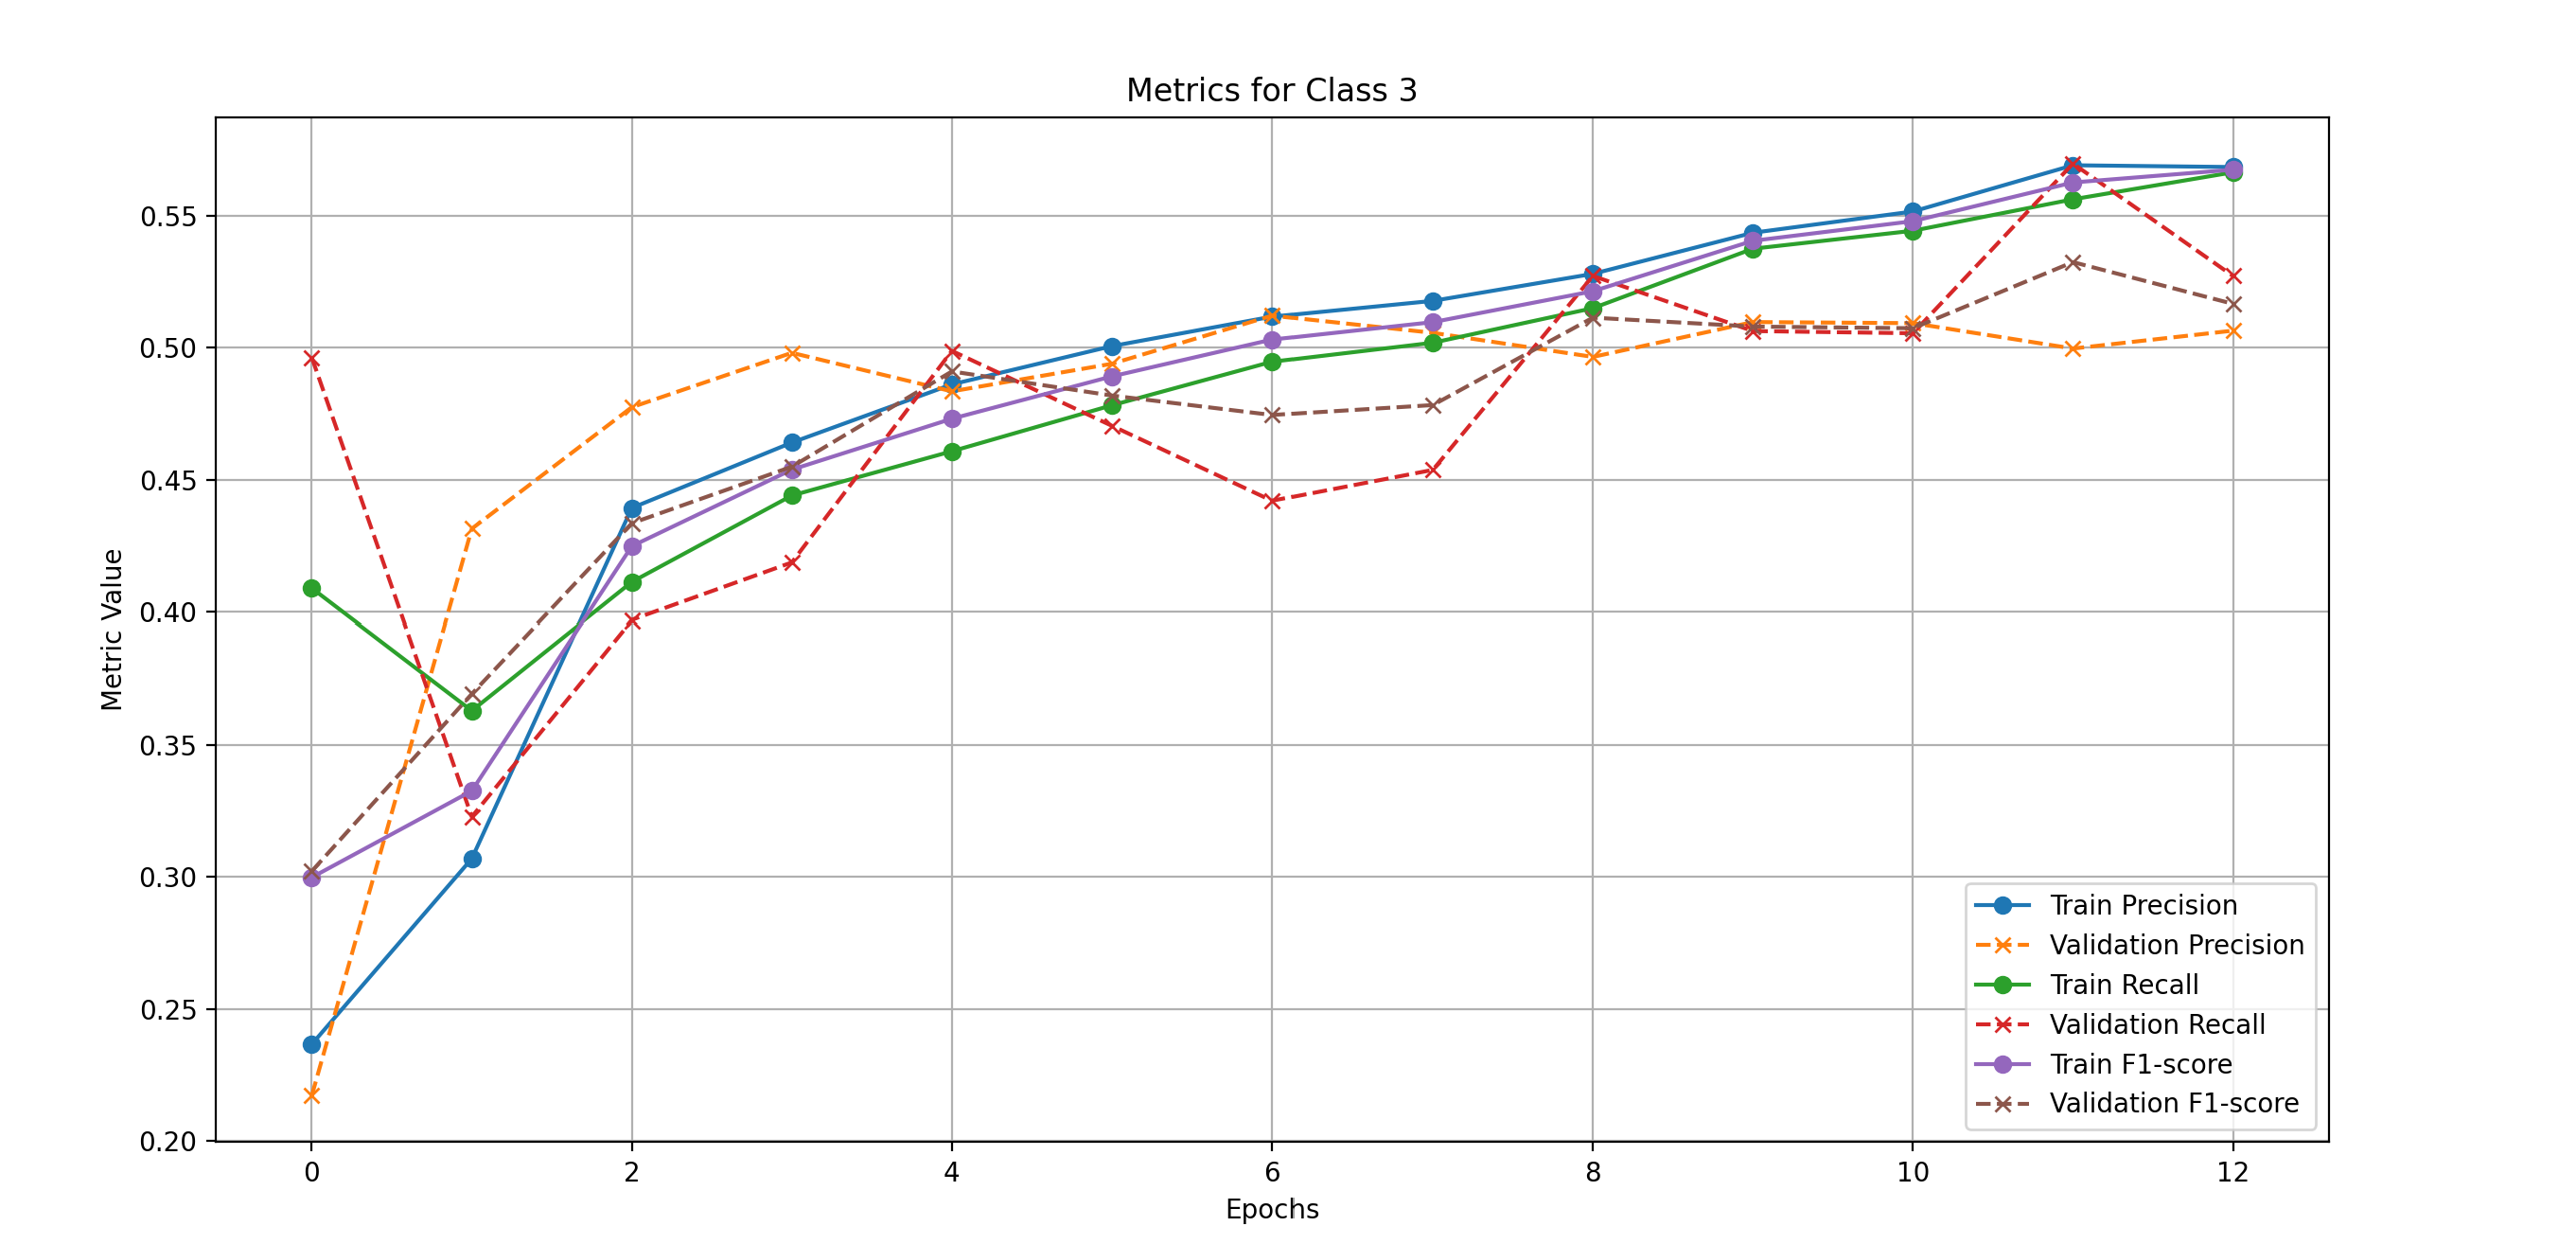 Metrics for Class 3
0.55
0.50
0.45
0.40
0.35
0.30
0.25
0.20
Metric Value
0 2 4 6 8 10 12
Epochs
Train Precision
Validation Precision
Train Recall
Validation Recall
Train F1-score
Validation F1-score